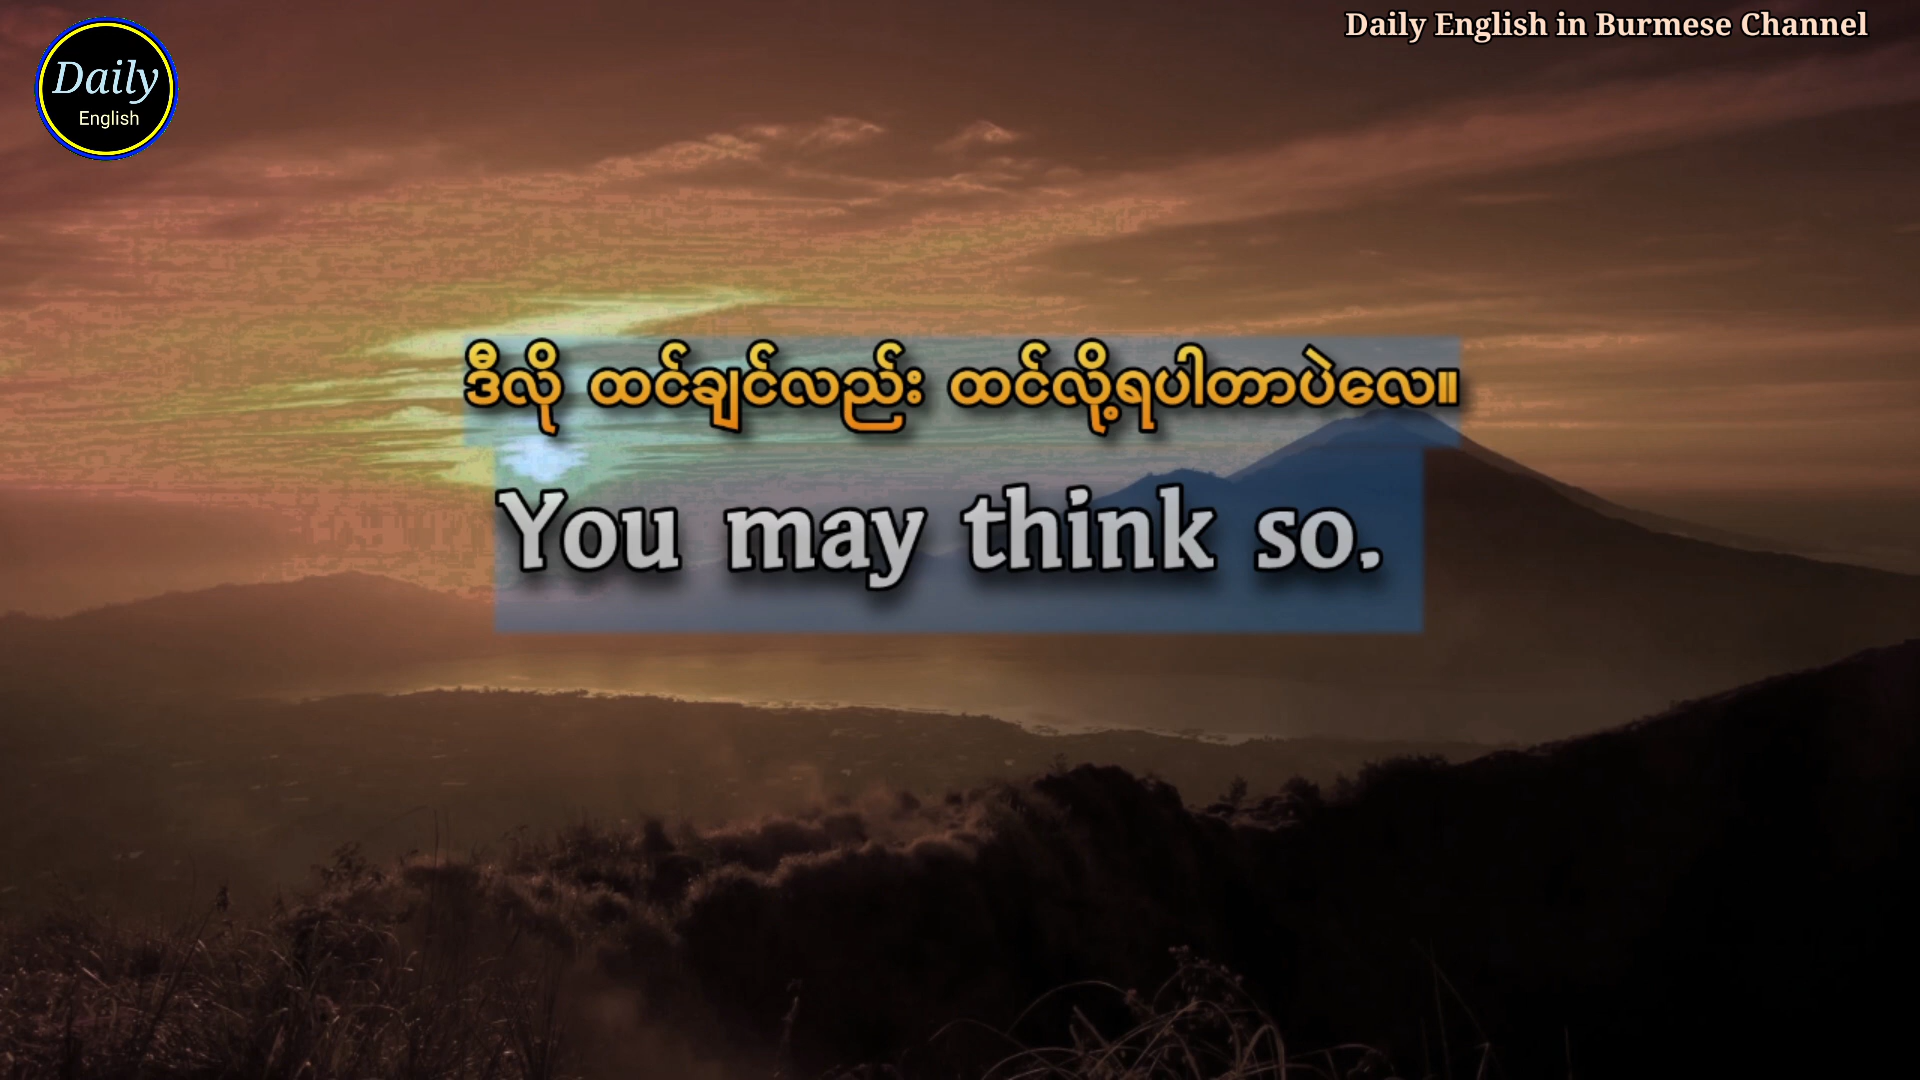 Daily English in Burmese Channel
Daily
English
ဒီလို ထင်ချင်လည်း ထင်လို့ရပါတာပဲလေ။
You may think so.